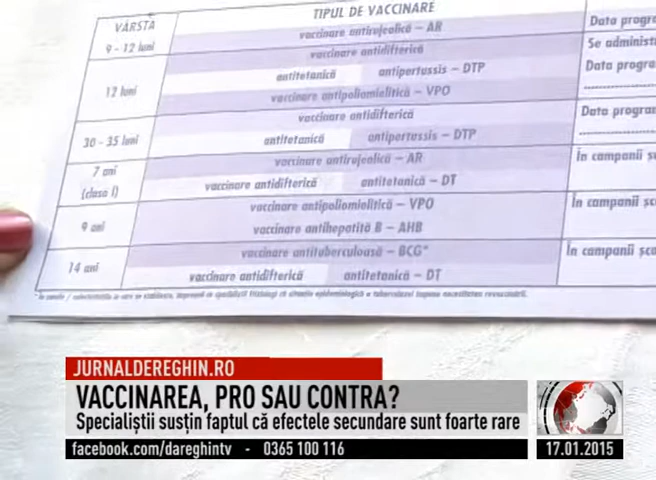 VÂRSTA
TIPUL DE VACCINARE
Data progra
9 - 12 luni
vaccinare antirujeolică - AR
Se administ
12 luni
vaccinare antidifterică
antitetanică antipertussis - DTP
Data progra
vaccinare antipoliomielitică - VPO
30 - 35 luni
vaccinare antidifterică
antitetanică antipertussis - DTP
Data program
7 ani
(clasa I)
vaccinare antirujeolică - AR
vaccinare antidifterică antitetanică - DT
În campanii șc
9 ani
vaccinare antipoliomielitică - VPO
vaccinare antihepatită B - AHB
În campanii șco
14 ani
vaccinare antituberculoasă - BCG*
vaccinare antidifterică antitetanică - DT
În campanii șco
JURNALDEREGHIN.RO
VACCINAREA, PRO SAU CONTRA?
Specialiștii susțin faptul că efectele secundare sunt foarte rare
facebook.com/dareghintv - 0365 100 116
17.01.2015